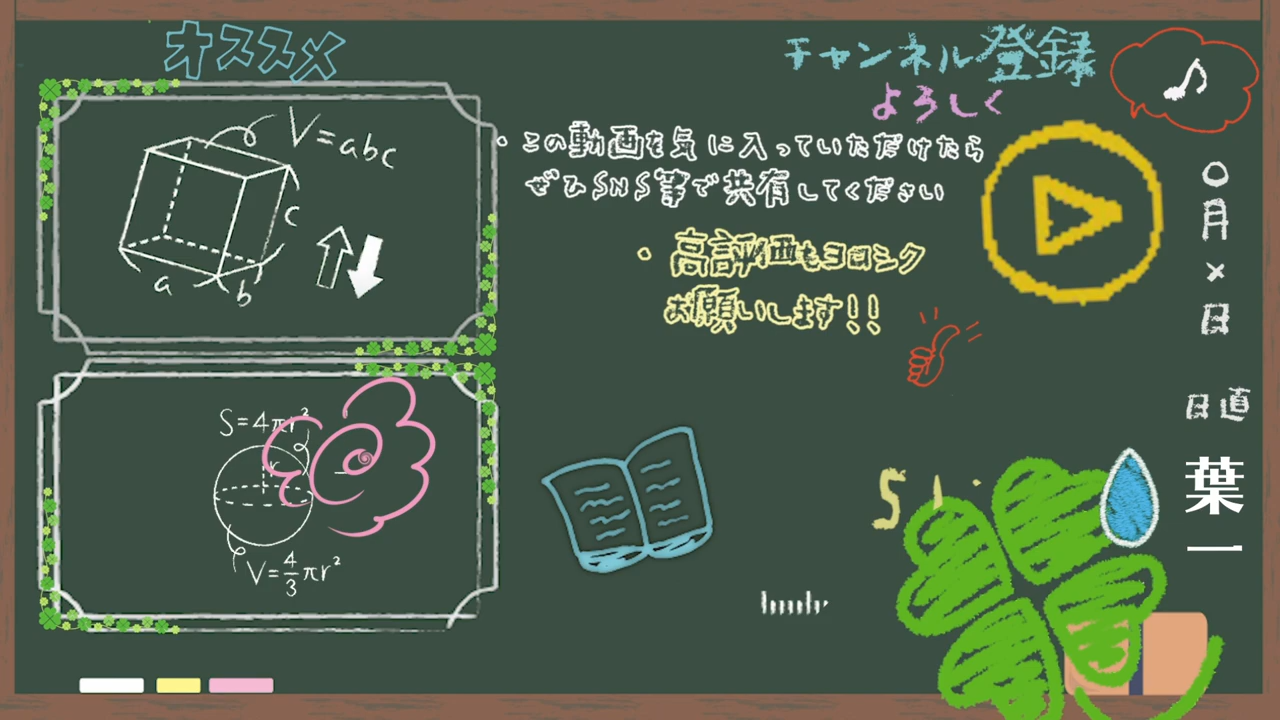 オススメ
チャンネル登録
よろしく
・この動画を気に入っていただけたら
ぜひSNS等で共有してください
・高評価もヨロシク
お願いします!!
V=abc
a
b
c
S=4πr²
r
V=4/3πr²
〇月×日
日直
葉一